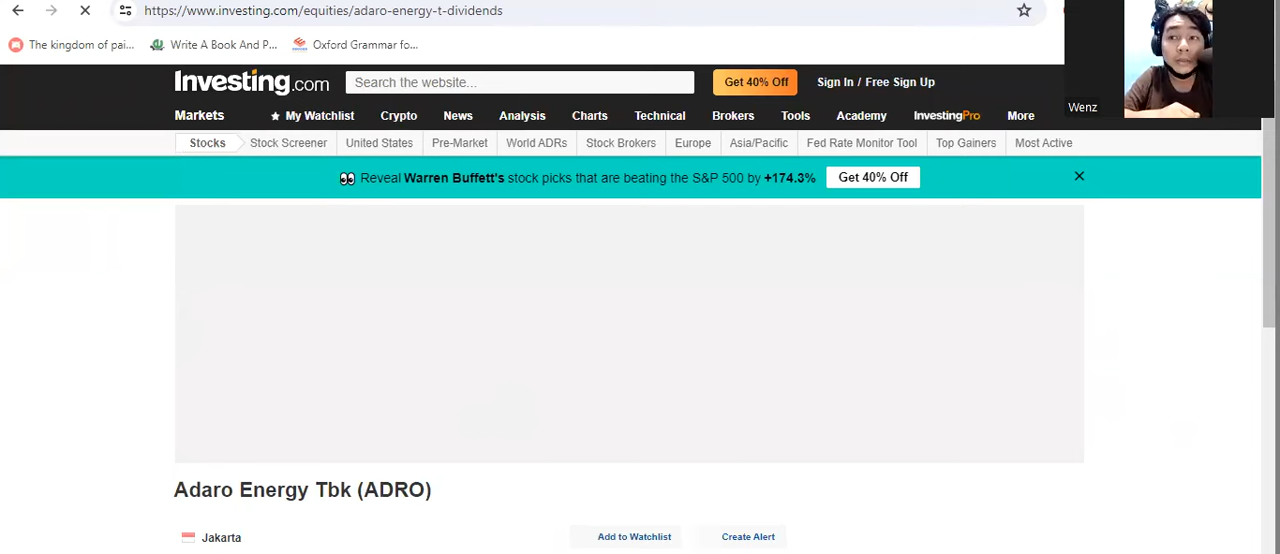 https://www.investing.com/equities/adaro-energy-t-dividends
The kingdom of pai... Write A Book And P... Oxford Grammar fo...
Investing.com Search the website... Get 40% Off Sign In / Free Sign Up
Wenz
Markets My Watchlist Crypto News Analysis Charts Technical Brokers Tools Academy InvestingPro More
Stocks Stock Screener United States Pre-Market World ADRs Stock Brokers Europe Asia/Pacific Fed Rate Monitor Tool Top Gainers Most Active
Reveal Warren Buffett's stock picks that are beating the S&P 500 by +174.3% Get 40% Off
Adaro Energy Tbk (ADRO)
Jakarta Add to Watchlist Create Alert